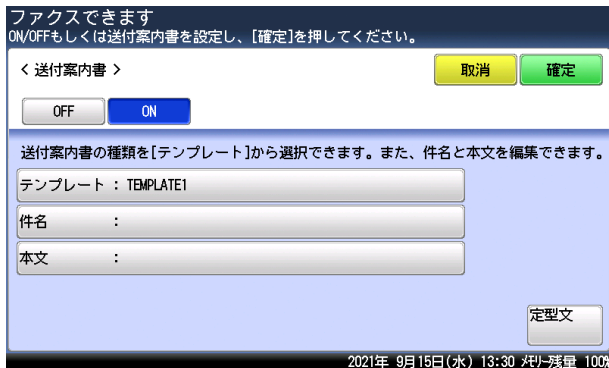 ファクスできます
ON/OFFもしくは送付案内書を設定し、[確定]を押してください。
< 送付案内書 >
取消
確定
OFF
ON
送付案内書の種類を[テンプレート]から選択できます。また、件名と本文を編集できます。
テンプレート : TEMPLATE1
件名 :
本文 :
定型文
2021年 9月15日(水) 13:30 メモリー残量 100%